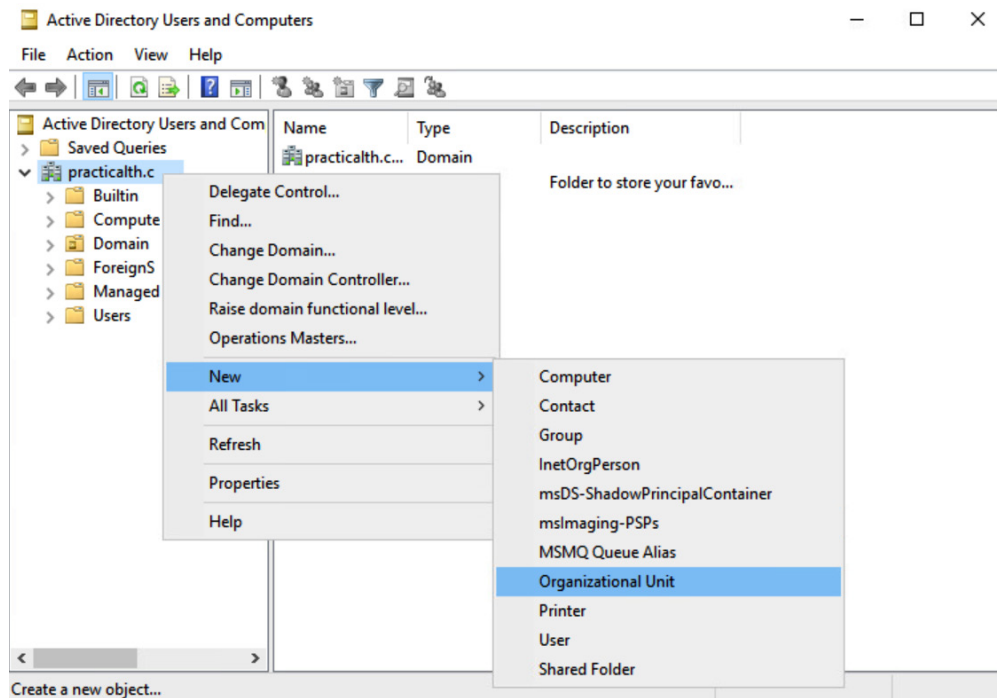 Active Directory Users and Computers
File Action View Help
Active Directory Users and Com
Saved Queries
practicalth.c
Builtin
Compute
Domain
ForeignS
Managed
Users
Name Type Description
practicalth.c... Domain
Folder to store your favo...
Delegate Control...
Find...
Change Domain...
Change Domain Controller...
Raise domain functional level...
Operations Masters...
New
All Tasks
Refresh
Properties
Help
Computer
Contact
Group
InetOrgPerson
msDS-ShadowPrincipalContainer
msImaging-PSPs
MSMQ Queue Alias
Organizational Unit
Printer
User
Shared Folder
Create a new object...